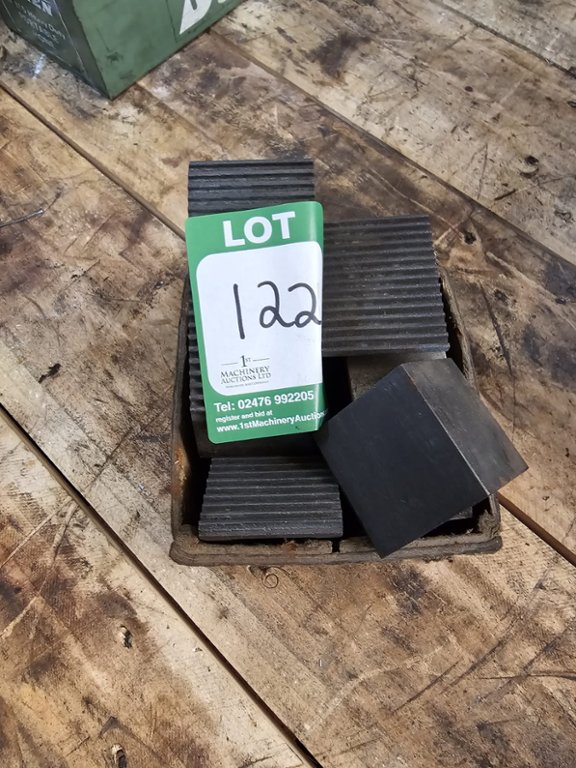 LOT
122
1ST
MACHINERY
AUCTIONS LTD
Tel: 02476 992205
register and bid at
www.1stMachineryAuction